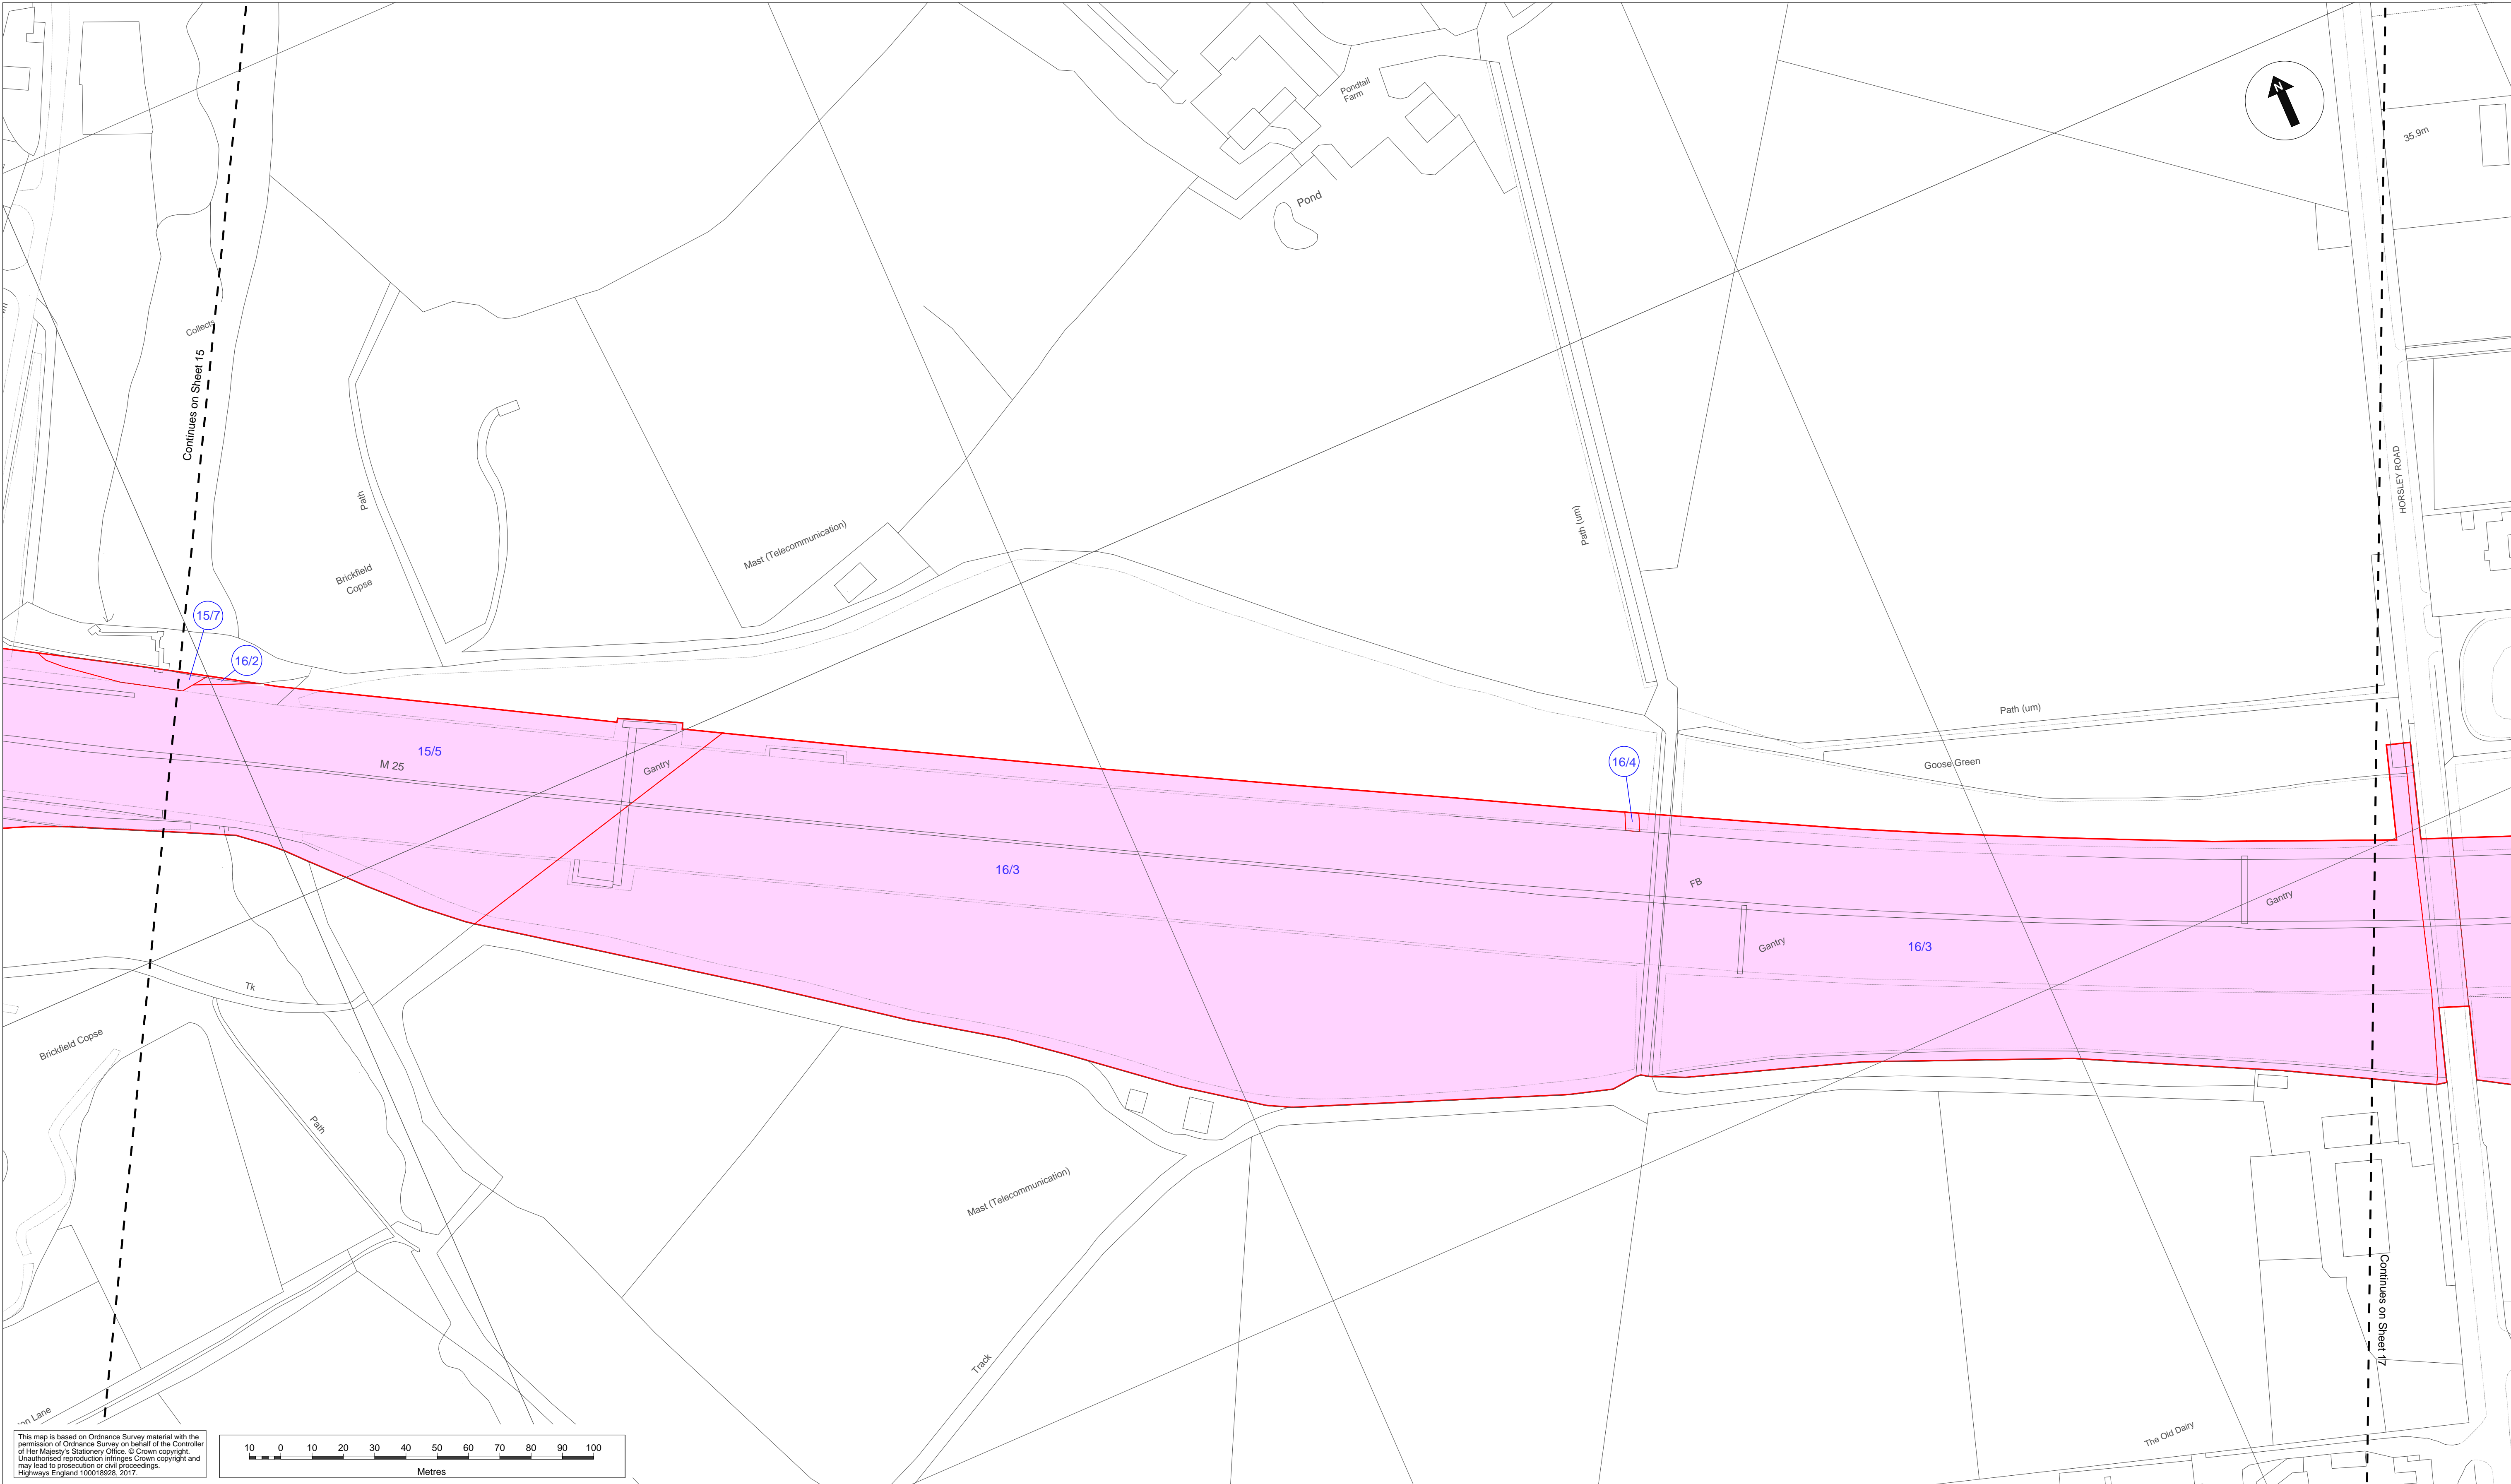 Pondtail
Farm
N
35.9m
Pond
Collects
Continues on Sheet 15
HORSLEY ROAD
Path
Mast (Telecommunication)
Path (um)
Brickfield
Copse
15/7
16/2
Path (um)
15/5
M 25
Gantry
16/4
Goose Green
16/3
FB
Gantry
Gantry
16/3
Tk
Brickfield Copse
Path
Mast (Telecommunication)
Continues on Sheet 17
Track
The Old Dairy
Lane
This map is based on Ordnance Survey material with the
permission of Ordnance Survey on behalf of the Controller
of Her Majesty's Stationery Office. © Crown copyright.
Unauthorised reproduction infringes Crown copyright and
may lead to prosecution or civil proceedings.
Highways England 100018928, 2017.
10 0 10 20 30 40 50 60 70 80 90 100
Metres